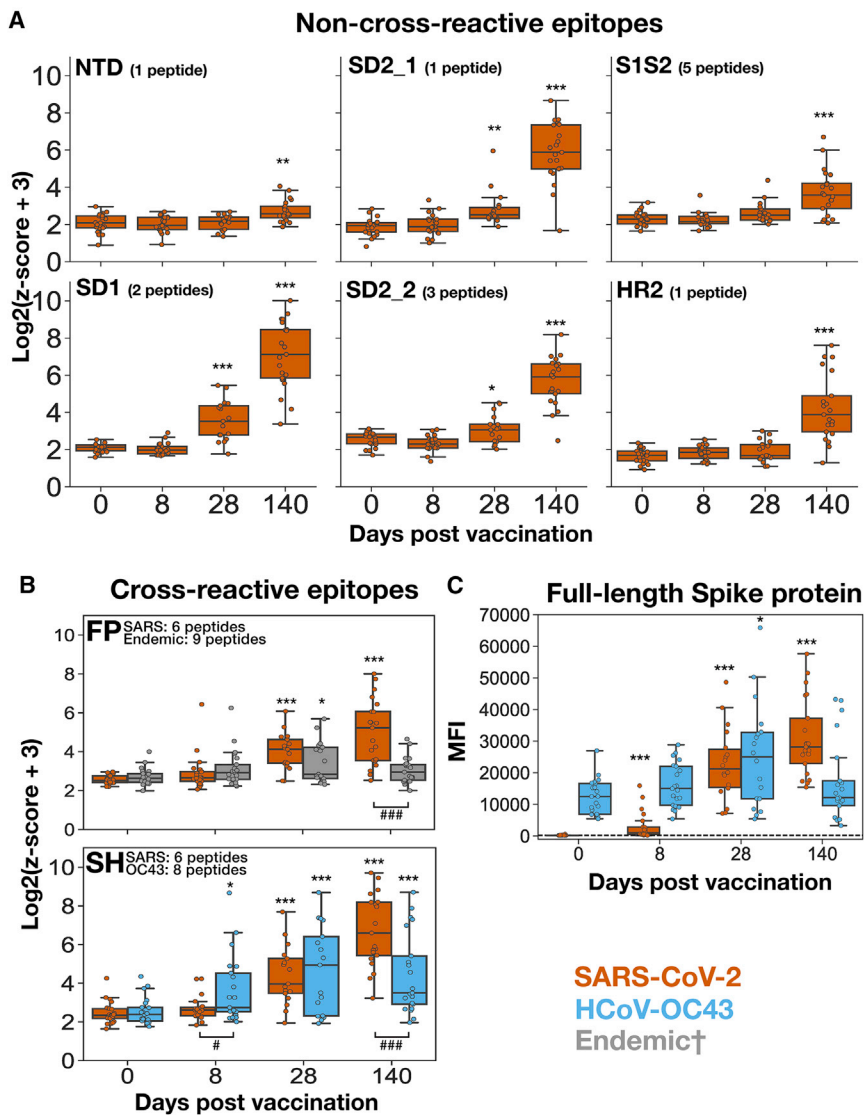 A
Non-cross-reactive epitopes
NTD (1 peptide)
SD2_1 (1 peptide)
S1S2 (5 peptides)
10
8
6
4
2
0
**
**
***
***
SD1 (2 peptides)
SD2_2 (3 peptides)
HR2 (1 peptide)
10
8
6
4
2
0
***
***
*
***
***
Log2(z-score + 3)
0 8 28 140
0 8 28 140
0 8 28 140
Days post vaccination
B
Cross-reactive epitopes
FP SARS: 6 peptides
Endemic: 9 peptides
10
8
6
4
2
0
***
*
***
###
SH SARS: 6 peptides
OC43: 8 peptides
10
8
6
4
2
0
*
***
***
***
***
#
###
Log2(z-score + 3)
0 8 28 140
Days post vaccination
C
Full-length Spike protein
70000
60000
50000
40000
30000
20000
10000
0
MFI
***
***
*
***
0 8 28 140
Days post vaccination
SARS-CoV-2
HCoV-OC43
Endemic†